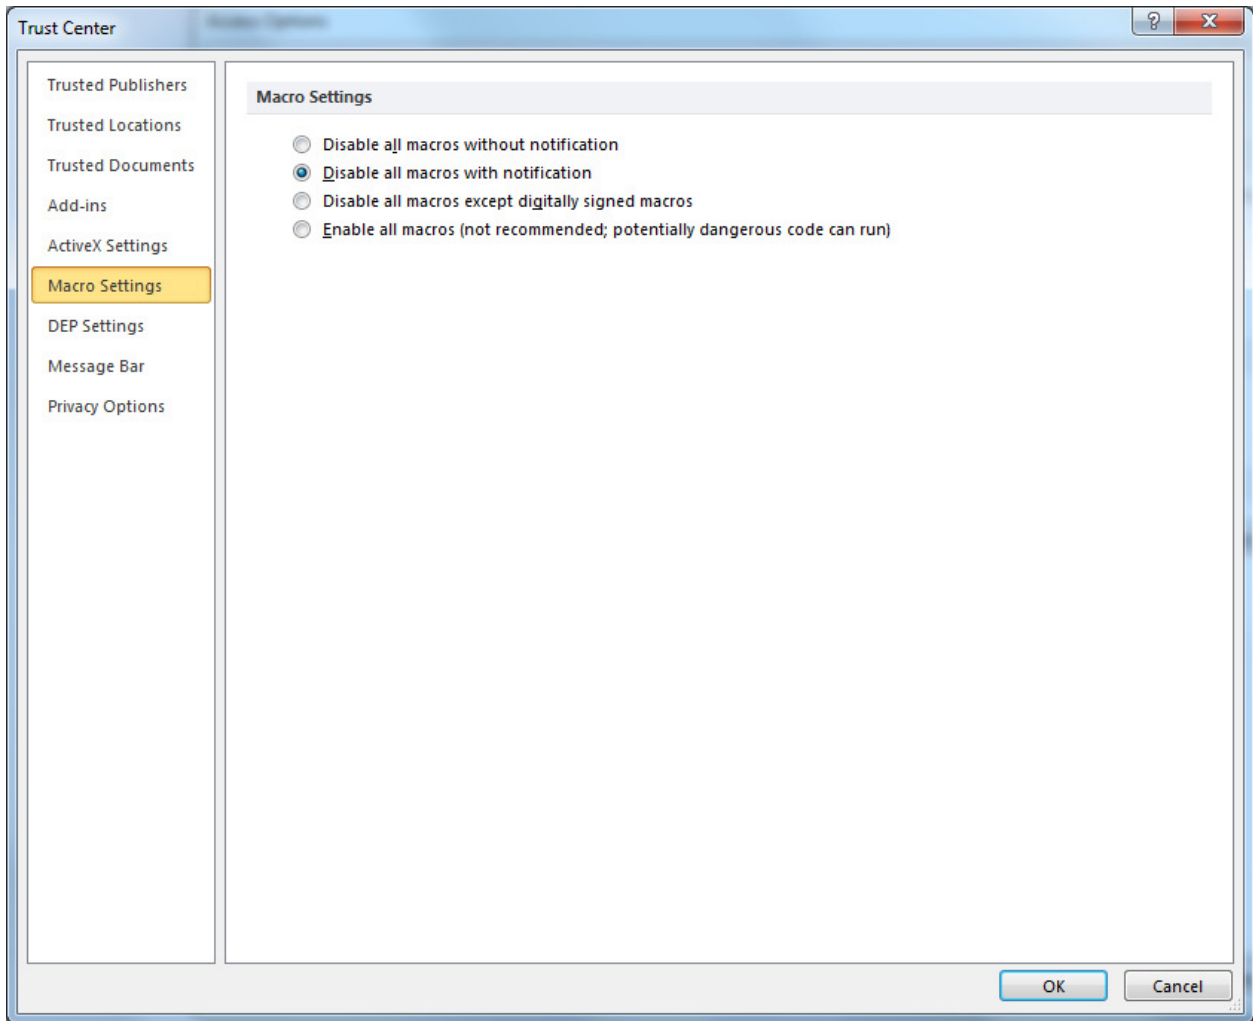 Trust Center
Access Options
Trusted Publishers
Trusted Locations
Trusted Documents
Add-ins
ActiveX Settings
Macro Settings
DEP Settings
Message Bar
Privacy Options
Macro Settings
Disable all macros without notification
Disable all macros with notification
Disable all macros except digitally signed macros
Enable all macros (not recommended; potentially dangerous code can run)
OK
Cancel